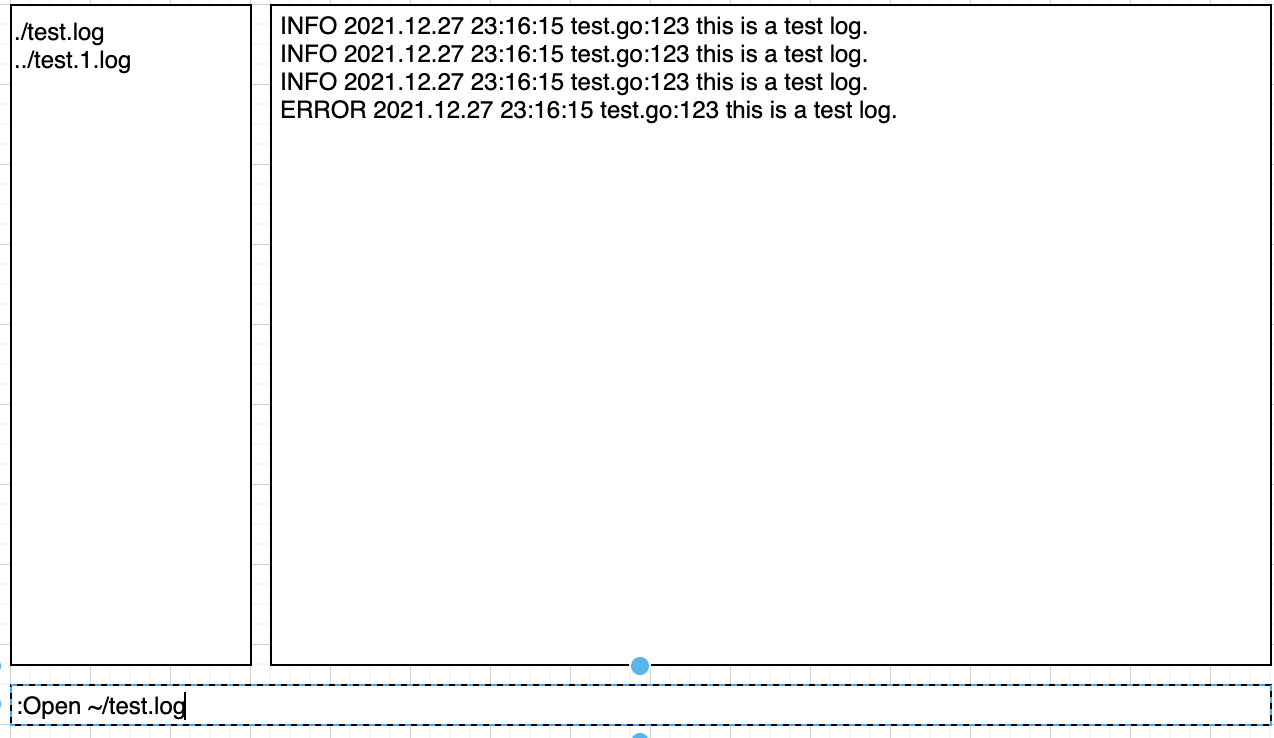 ./test.log
../test.1.log
INFO 2021.12.27 23:16:15 test.go:123 this is a test log.
INFO 2021.12.27 23:16:15 test.go:123 this is a test log.
INFO 2021.12.27 23:16:15 test.go:123 this is a test log.
ERROR 2021.12.27 23:16:15 test.go:123 this is a test log.
:Open ~/test.log